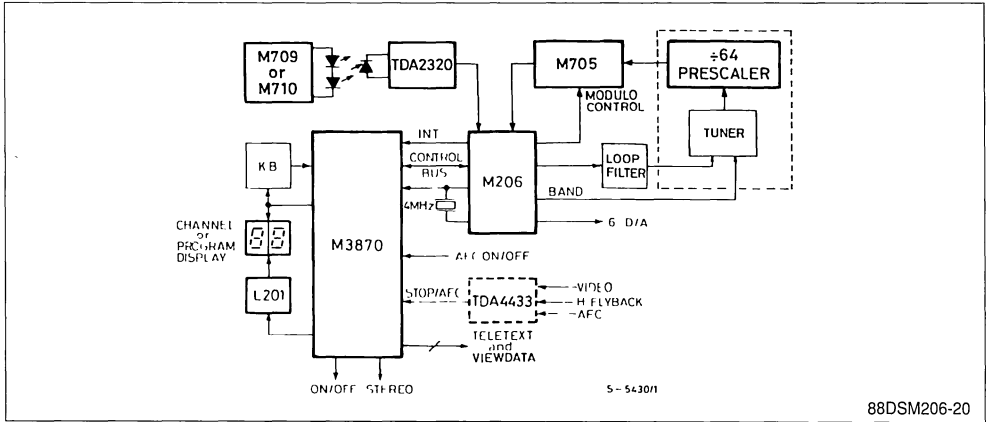 M709
or
M710
TDA2320
M705
÷64
PRESCALER
MODULO
CONTROL
TUNER
INT
CONTROL
BUS
KB
M206
LOOP
FILTER
BAND
4MHz
6 D/A
CHANNEL
or
PROGRAM
DISPLAY
88
M3870
AFC ON/OFF
L201
STOP/AFC
TDA4433
VIDEO
H FLYBACK
AFC
TELETEXT
and
VIEWDATA
ON/OFF STEREO
S-5430/1
88DSM206-20